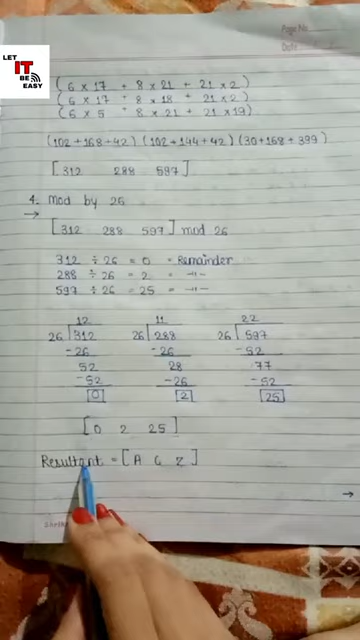 LET
IT
BE
EASY
Page No.
(6 × 17 + 8 × 21 + 21 × 2)
(6 × 17 + 8 × 18 + 21 × 2)
(6 × 5 + 8 × 21 + 21 × 19)
(102+168+42) (102+144+42) (30+168+399)
[312 288 597]
4. Mod by 26
→
[312 288 597] mod 26
312 ÷ 26 = 0 = Remainder
288 ÷ 26 = 2 = -"-
597 ÷ 26 = 25 = -"-
12 11 22
26 312 26 288 26 597
-26 -26 -52
52 28 77
-52 -26 -52
0 2 25
[0 2 25]
Resultant = [A C Z]
→